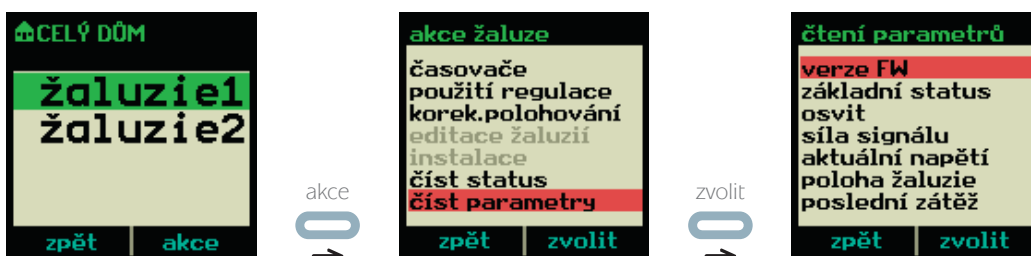 CELÝ DŮM
žaluzie1
žaluzie2
zpět akce
akce
akce žaluze
časovače
použití regulace
korek.polohování
editace žaluzií
instalace
číst status
číst parametry
zpět zvolit
zvolit
čtení parametrů
verze FW
základní status
osvit
síla signálu
aktuální napětí
poloha žaluzie
poslední zátěž
zpět zvolit